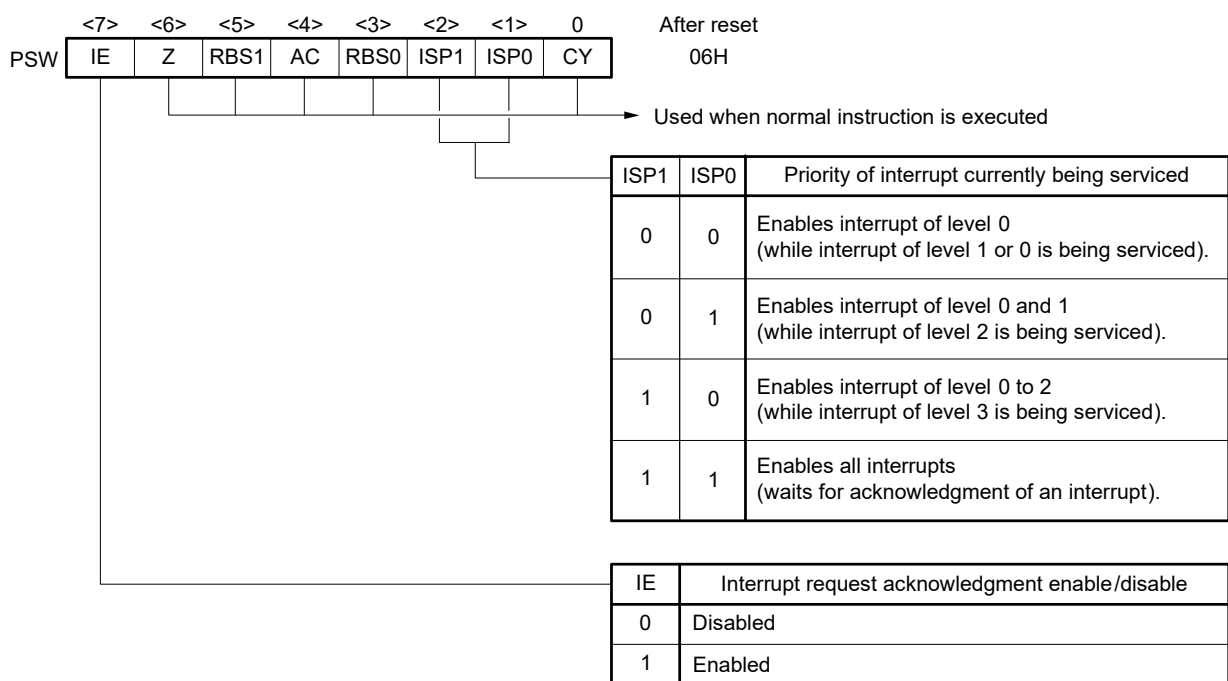 <7> <6> <5> <4> <3> <2> <1> 0 After reset
PSW IE Z RBS1 AC RBS0 ISP1 ISP0 CY 06H
Used when normal instruction is executed
ISP1 ISP0 Priority of interrupt currently being serviced
0 0 Enables interrupt of level 0
(while interrupt of level 1 or 0 is being serviced).
0 1 Enables interrupt of level 0 and 1
(while interrupt of level 2 is being serviced).
1 0 Enables interrupt of level 0 to 2
(while interrupt of level 3 is being serviced).
1 1 Enables all interrupts
(waits for acknowledgment of an interrupt).
IE Interrupt request acknowledgment enable/disable
0 Disabled
1 Enabled